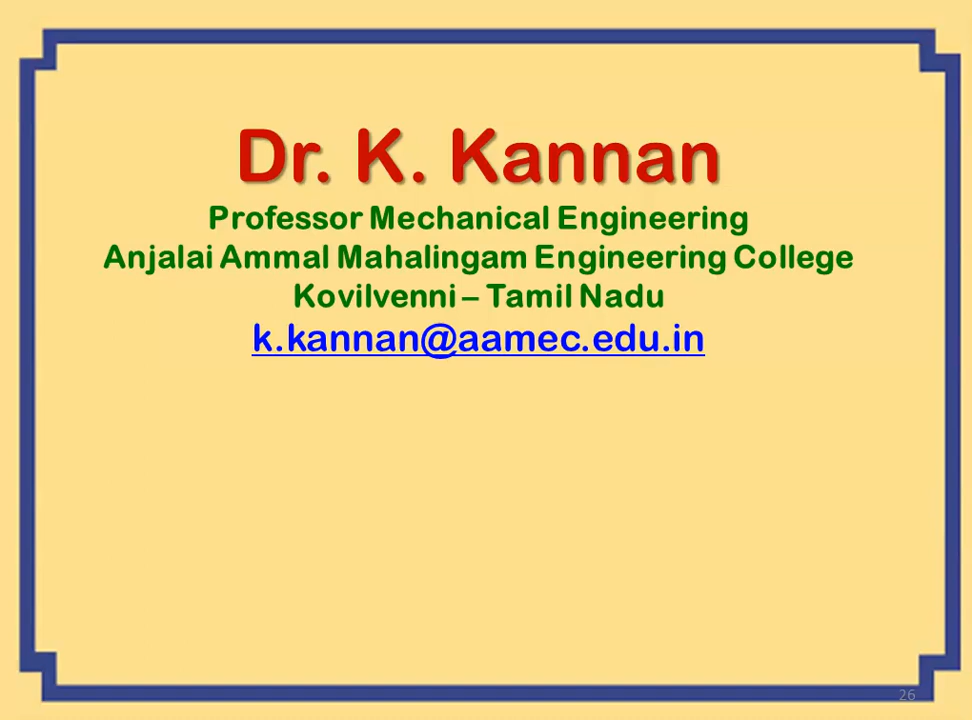 Dr. K. Kannan
Professor Mechanical Engineering
Anjalai Ammal Mahalingam Engineering College
Kovilvenni – Tamil Nadu
k.kannan@aamec.edu.in
26